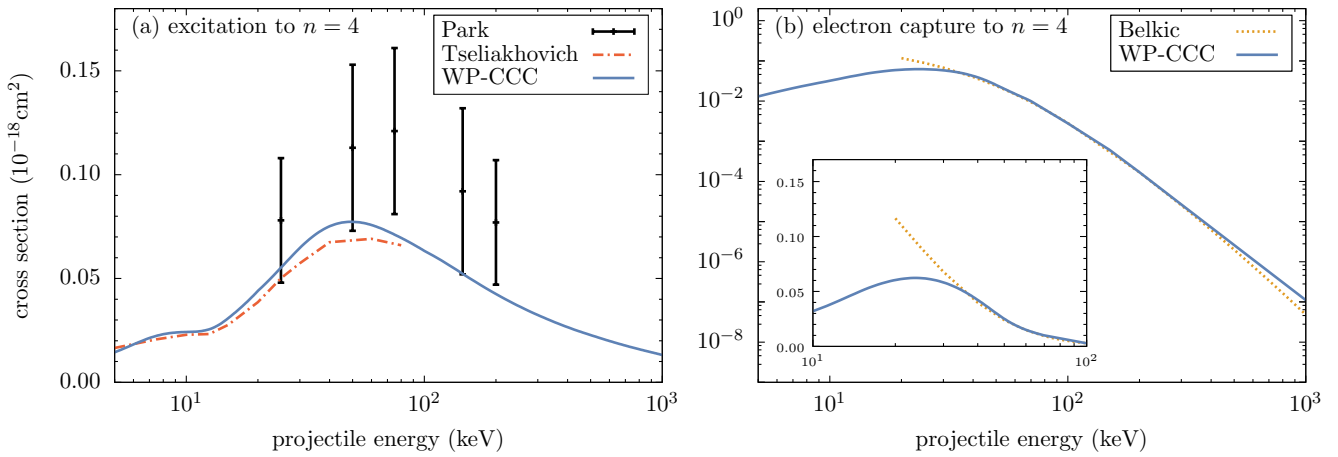 (a) excitation to n = 4
Park
Tseliakhovich
WP-CCC
0.15
0.10
0.05
0.00
cross section (10⁻¹⁸cm²)
10¹
10²
10³
projectile energy (keV)
(b) electron capture to n = 4
Belkic
WP-CCC
10⁰
10⁻²
10⁻⁴
10⁻⁶
10⁻⁸
0.15
0.10
0.05
0.00
10¹
10²
10¹
10²
10³
projectile energy (keV)